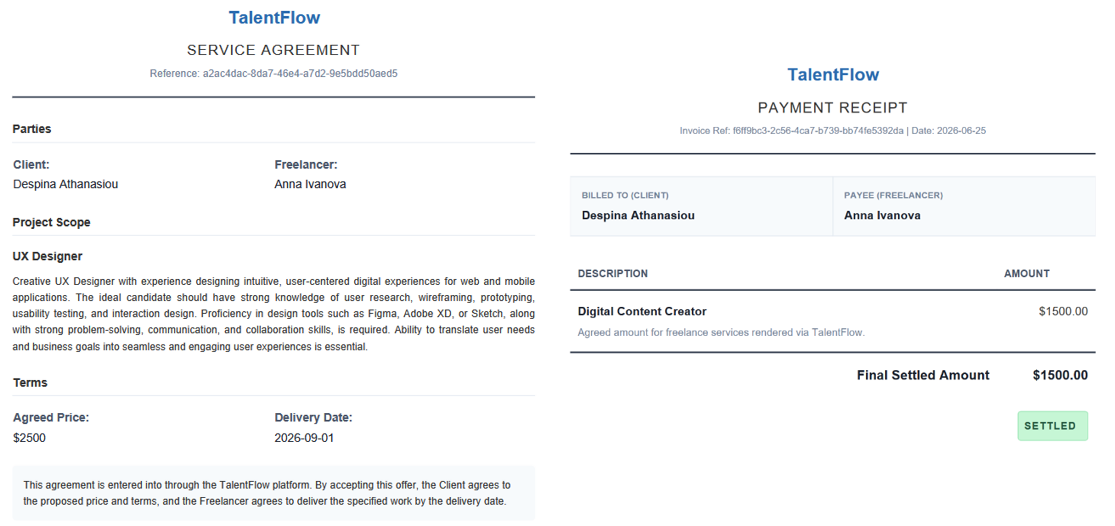 TalentFlow
SERVICE AGREEMENT
Reference: a2ac4dac-8da7-46e4-a7d2-9e5bdd50aed5
Parties
Client:
Freelancer:
Despina Athanasiou
Anna Ivanova
Project Scope
UX Designer
Creative UX Designer with experience designing intuitive, user-centered digital experiences for web and mobile
applications. The ideal candidate should have strong knowledge of user research, wireframing, prototyping,
usability testing, and interaction design. Proficiency in design tools such as Figma, Adobe XD, or Sketch, along
with strong problem-solving, communication, and collaboration skills, is required. Ability to translate user needs
and business goals into seamless and engaging user experiences is essential.
Terms
Agreed Price:
Delivery Date:
$2500
2026-09-01
This agreement is entered into through the TalentFlow platform. By accepting this offer, the Client agrees to
the proposed price and terms, and the Freelancer agrees to deliver the specified work by the delivery date.
TalentFlow
PAYMENT RECEIPT
Invoice Ref: f6ff9bc3-2c56-4ca7-b739-bb74fe5392da | Date: 2026-06-25
BILLED TO (CLIENT)
PAYEE (FREELANCER)
Despina Athanasiou
Anna Ivanova
DESCRIPTION
AMOUNT
Digital Content Creator
$1500.00
Agreed amount for freelance services rendered via TalentFlow.
Final Settled Amount
$1500.00
SETTLED